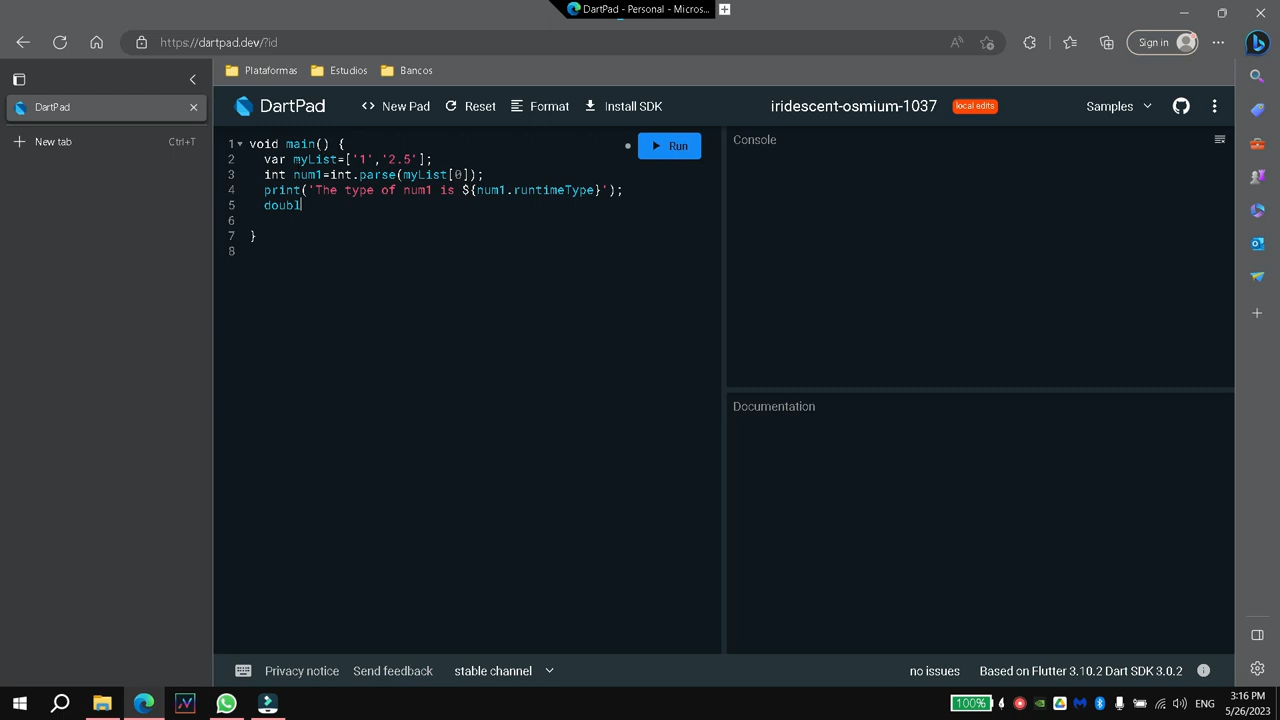 DartPad - Personal - Micros...
https://dartpad.dev/?id
Sign in
Plataformas
Estudios
Bancos
DartPad
New tab
Ctrl+T
DartPad
New Pad
Reset
Format
Install SDK
iridescent-osmium-1037
local edits
Samples
1 void main() {
2 var myList=['1','2.5'];
3 int num1=int.parse(myList[0]);
4 print('The type of num1 is ${num1.runtimeType}');
5 doubl
6
7 }
8
Run
Console
Documentation
Privacy notice
Send feedback
stable channel
no issues
Based on Flutter 3.10.2 Dart SDK 3.0.2
100%
ENG
3:16 PM
5/26/2023